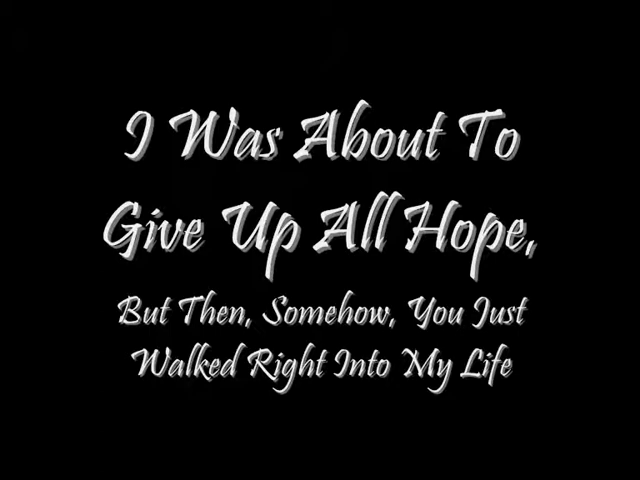 I Was About To
Give Up All Hope,
But Then, Somehow, You Just
Walked Right Into My Life